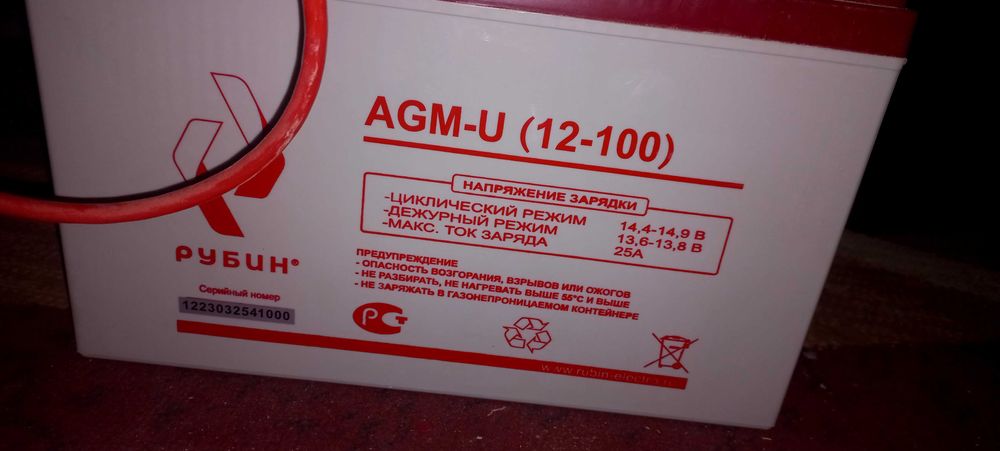 AGM-U (12-100)
НАПРЯЖЕНИЕ ЗАРЯДКИ
-ЦИКЛИЧЕСКИЙ РЕЖИМ 14,4-14,9 В
-ДЕЖУРНЫЙ РЕЖИМ 13,6-13,8 В
-МАКС. ТОК ЗАРЯДА 25А
ПРЕДУПРЕЖДЕНИЕ
- ОПАСНОСТЬ ВОЗГОРАНИЯ, ВЗРЫВОВ ИЛИ ОЖОГОВ
- НЕ РАЗБИРАТЬ, НЕ НАГРЕВАТЬ ВЫШЕ 55°С И ВЫШЕ
- НЕ ЗАРЯЖАТЬ В ГАЗОНЕПРОНИЦАЕМОМ КОНТЕЙНЕРЕ
РУБИН®
Серийный номер
1223032541000
РСТ